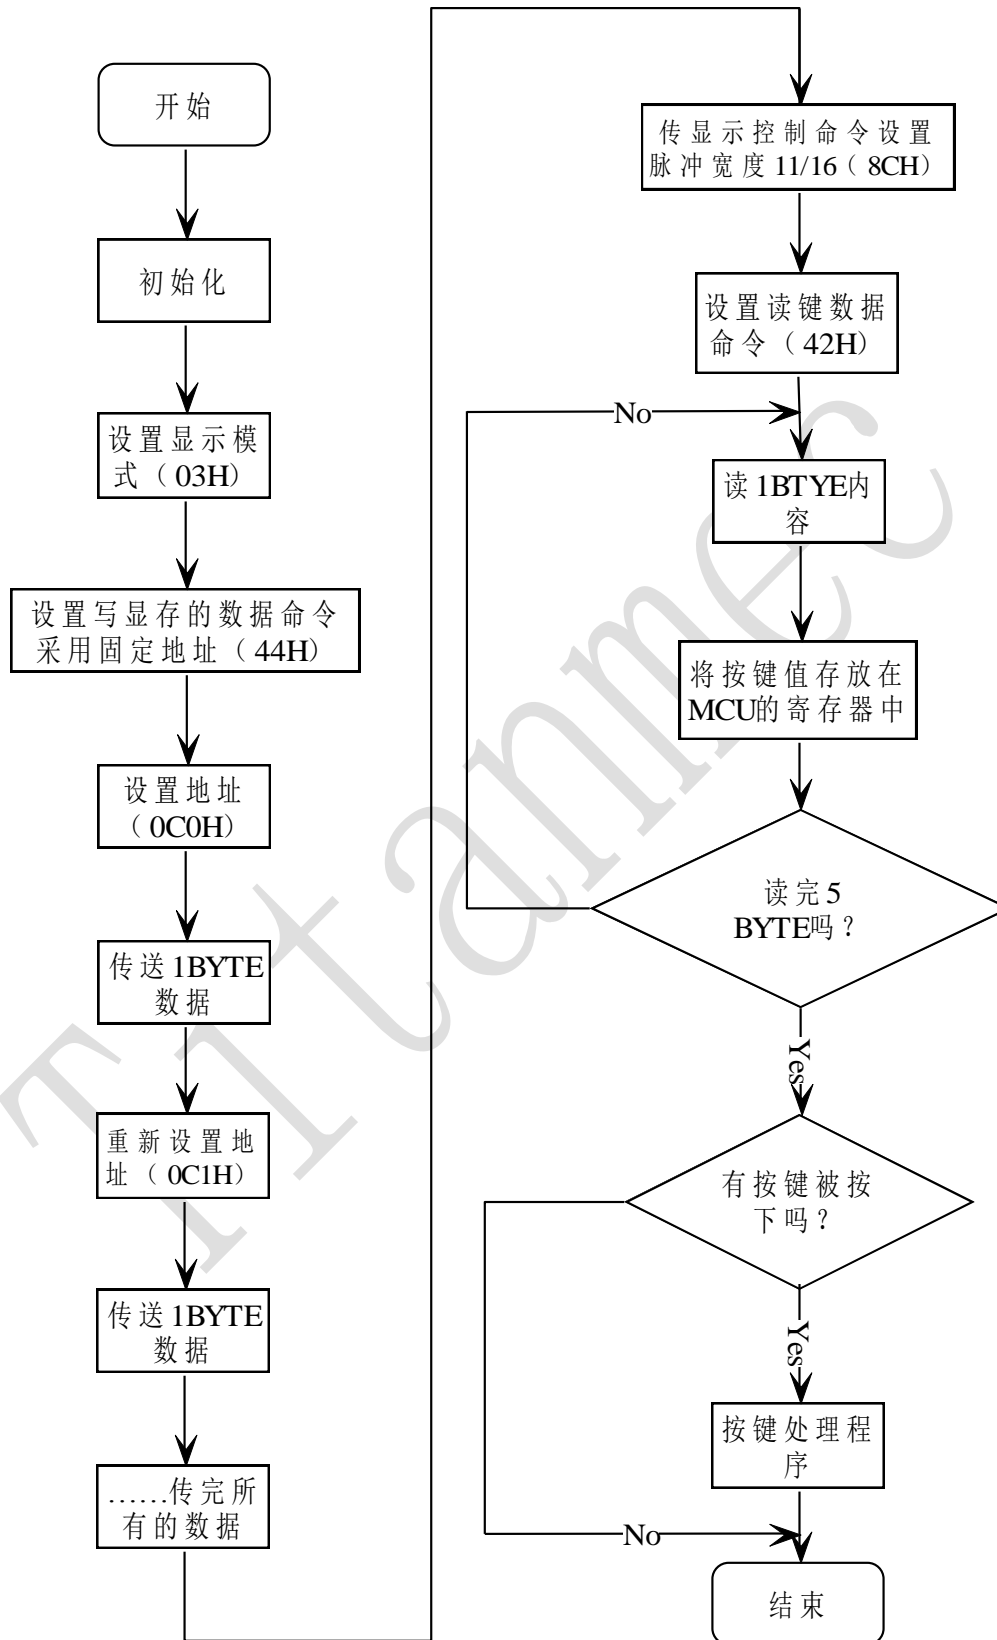 开始
初始化
设置显示模
式（03H）
设置写显存的数据命令
采用固定地址（44H）
设置地址
（0C0H）
传送1BYTE
数据
重新设置地
址（0C1H）
传送1BYTE
数据
……传完所
有的数据
传显示控制命令设置
脉冲宽度11/16（8CH）
设置读键数据
命令（42H）
No
读1BTYE内
容
将按键值存放在
MCU的寄存器中
读完5
BYTE吗？
Yes
有按键被按
下吗？
Yes
按键处理程
序
No
结束
Titanmec